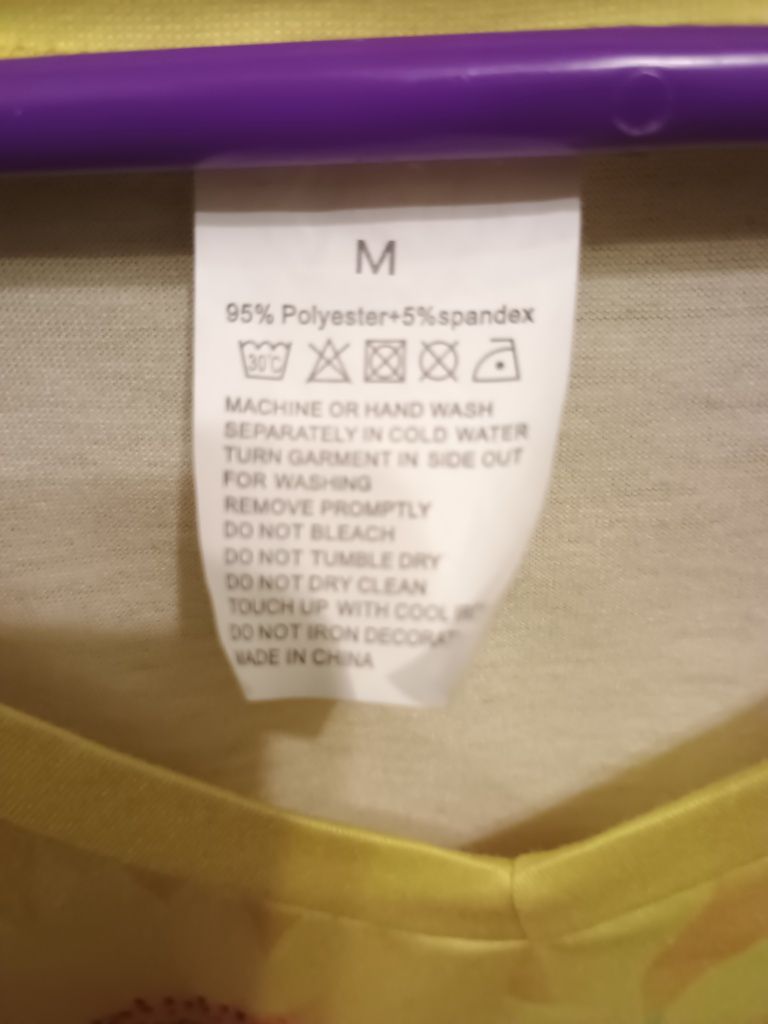 M
95% Polyester+5%spandex
30°C
MACHINE OR HAND WASH
SEPARATELY IN COLD WATER
TURN GARMENT IN SIDE OUT
FOR WASHING
REMOVE PROMPTLY
DO NOT BLEACH
DO NOT TUMBLE DRY
DO NOT DRY CLEAN
TOUCH UP WITH COOL
DO NOT IRON
MADE IN CHINA